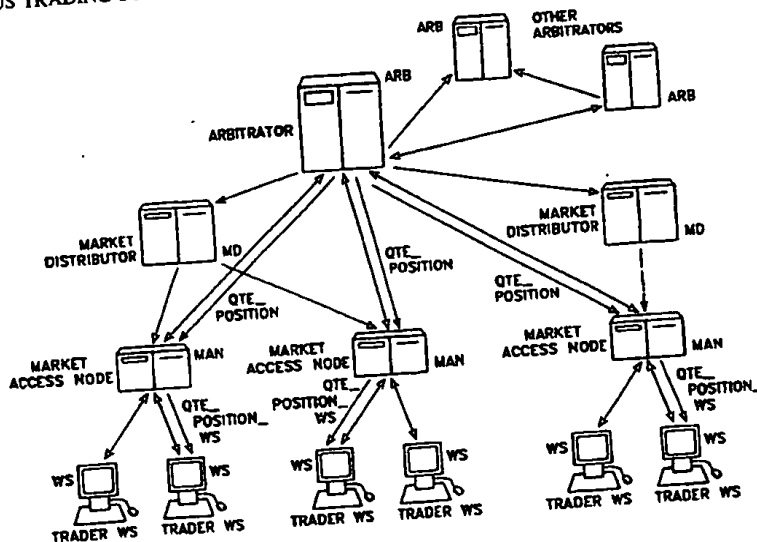 US TRADING
ARB
OTHER
ARBITRATORS
ARB
ARB
ARBITRATOR
MARKET
DISTRIBUTOR
MD
MARKET
DISTRIBUTOR
MD
QTE_
POSITION
QTE_
POSITION
QTE_
POSITION
MARKET
ACCESS NODE
MAN
MARKET
ACCESS NODE
MAN
MARKET
ACCESS NODE
MAN
QTE_
POSITION_
WS
QTE_
POSITION_
WS
QTE_
POSITION_
WS
WS
WS
WS
WS
WS
WS
TRADER WS
TRADER WS
TRADER WS
TRADER WS
TRADER WS
TRADER WS